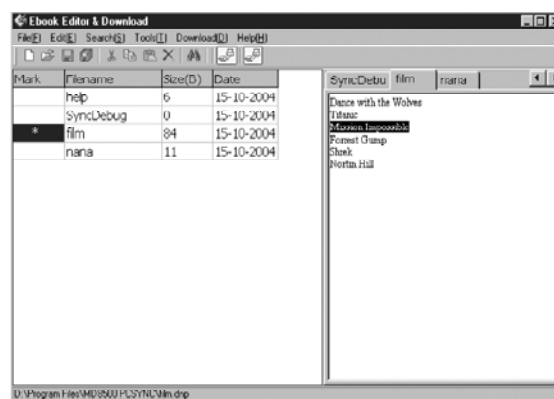 Ebook Editor & Download
File[F] Edit[E] Search[S] Tools[T] Download[D] Help[H]
Mark Filename Size(B) Date
help 6 15-10-2004
SyncDebug 0 15-10-2004
* film 84 15-10-2004
nana 11 15-10-2004
SyncDebu film nana
Dance with the Wolves
Titanic
Mission Impossible
Forrest Gump
Shrek
Nortin Hill
D:\Program Files\MD8500 PCSYNC\film.dnp